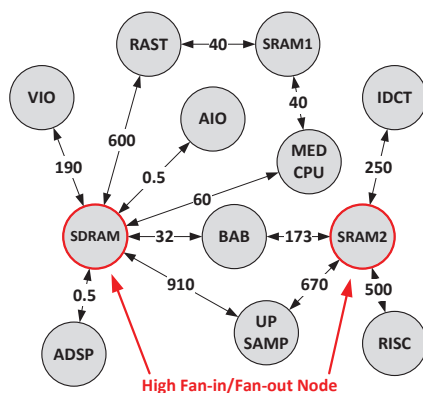 RAST
40
SRAM1
VIO
AIO
IDCT
600
40
MED
CPU
190
0.5
250
60
SDRAM
32
BAB
173
SRAM2
0.5
910
670
500
UP
SAMP
ADSP
RISC
High Fan-in/Fan-out Node